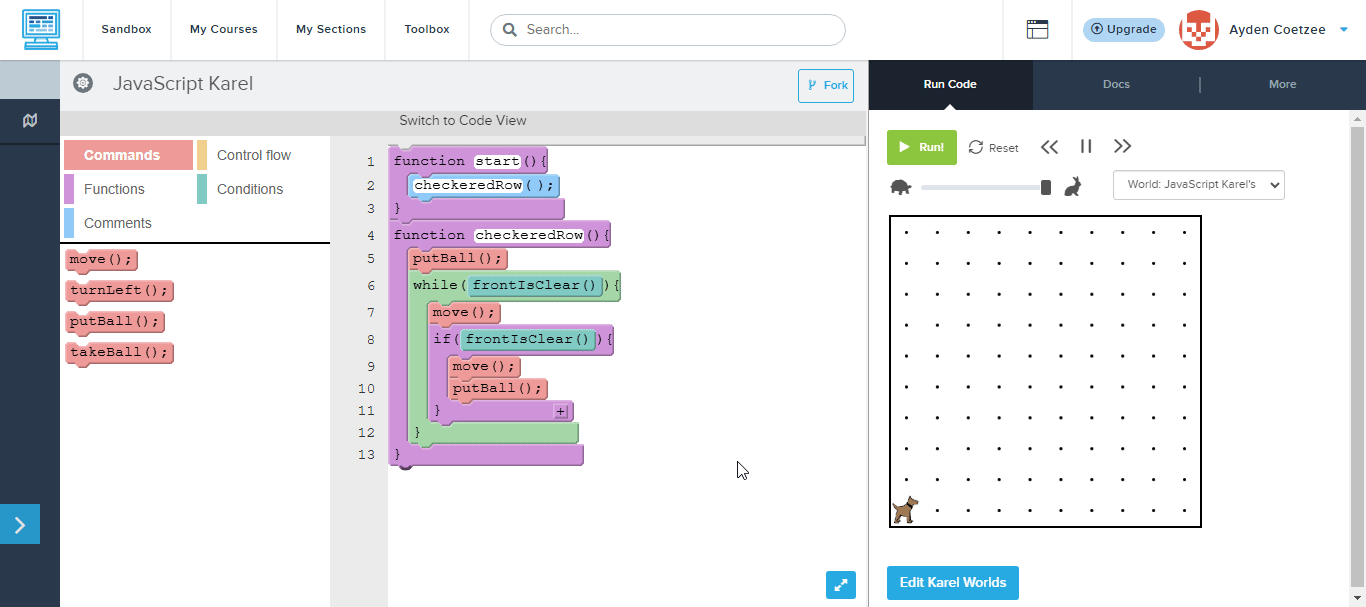 Sandbox My Courses My Sections Toolbox Search... Upgrade Ayden Coetzee
JavaScript Karel Fork
Run Code Docs More
Switch to Code View
Commands Control flow
Functions Conditions
Comments
move();
turnLeft();
putBall();
takeBall();
1 function start(){
2 checkeredRow();
3 }
4 function checkeredRow(){
5 putBall();
6 while(frontIsClear()){
7 move();
8 if(frontIsClear()){
9 move();
10 putBall();
11 } +
12 }
13 }
Run! Reset
World: JavaScript Karel's
Edit Karel Worlds